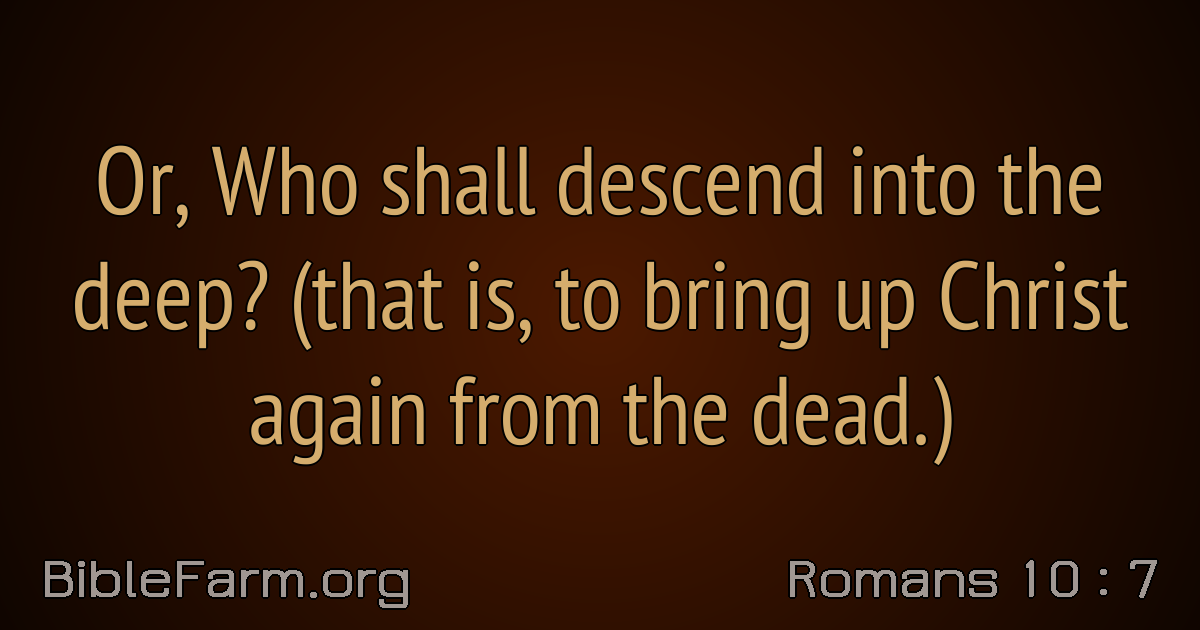 Or, Who shall descend into the
deep? (that is, to bring up Christ
again from the dead.)
BibleFarm.org
Romans 10 : 7